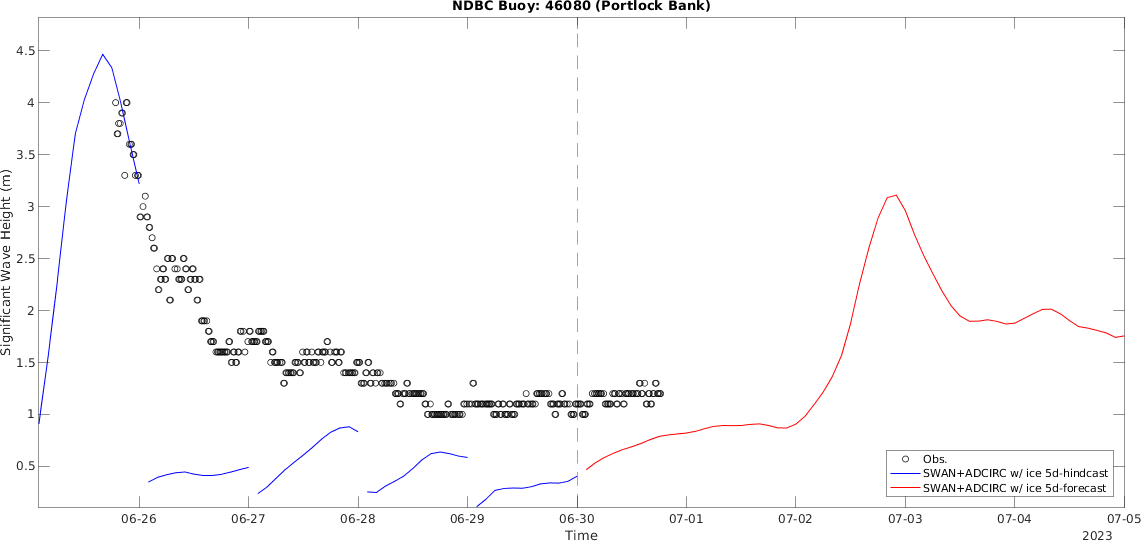 NDBC Buoy: 46080 (Portlock Bank)
Significant Wave Height (m)
4.5
4
3.5
3
2.5
2
1.5
1
0.5
Obs.
SWAN+ADCIRC w/ ice 5d-hindcast
SWAN+ADCIRC w/ ice 5d-forecast
06-26 06-27 06-28 06-29 06-30 07-01 07-02 07-03 07-04 07-05
Time
2023